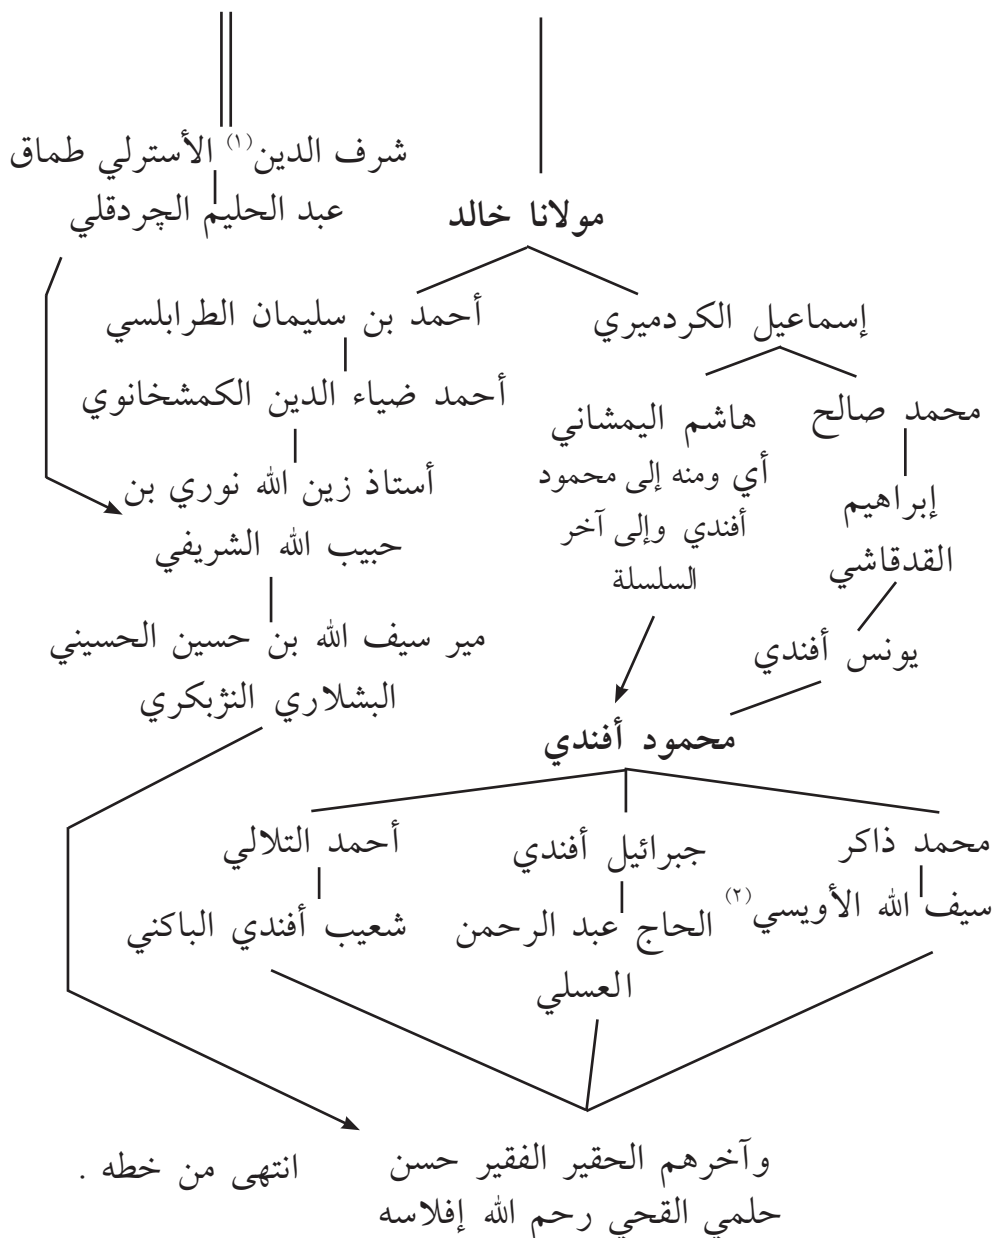 شرف الدين(١) الأسترلي طماق
عبد الحليم الچردقلي
مولانا خالد
إسماعيل الكردميري
أحمد بن سليمان الطرابلسي
محمد صالح
هاشم اليمشاني
أي ومنه إلى محمود
أفندي وإلى آخر
السلسلة
أحمد ضياء الدين الكمشخانوي
إبراهيم
القدقاشي
أستاذ زين الله نوري بن
حبيب الله الشريفي
يونس أفندي
مير سيف الله بن حسين الحسيني
البشلاري النژبكري
محمود أفندي
محمد ذاكر
جبرائيل أفندي
أحمد التلالي
سيف الله الأويسي(٢)
الحاج عبد الرحمن
العسلي
شعيب أفندي الباكني
وآخرهم الحقير الفقير حسن
حلمي القحي رحم الله إفلاسه
انتهى من خطه .